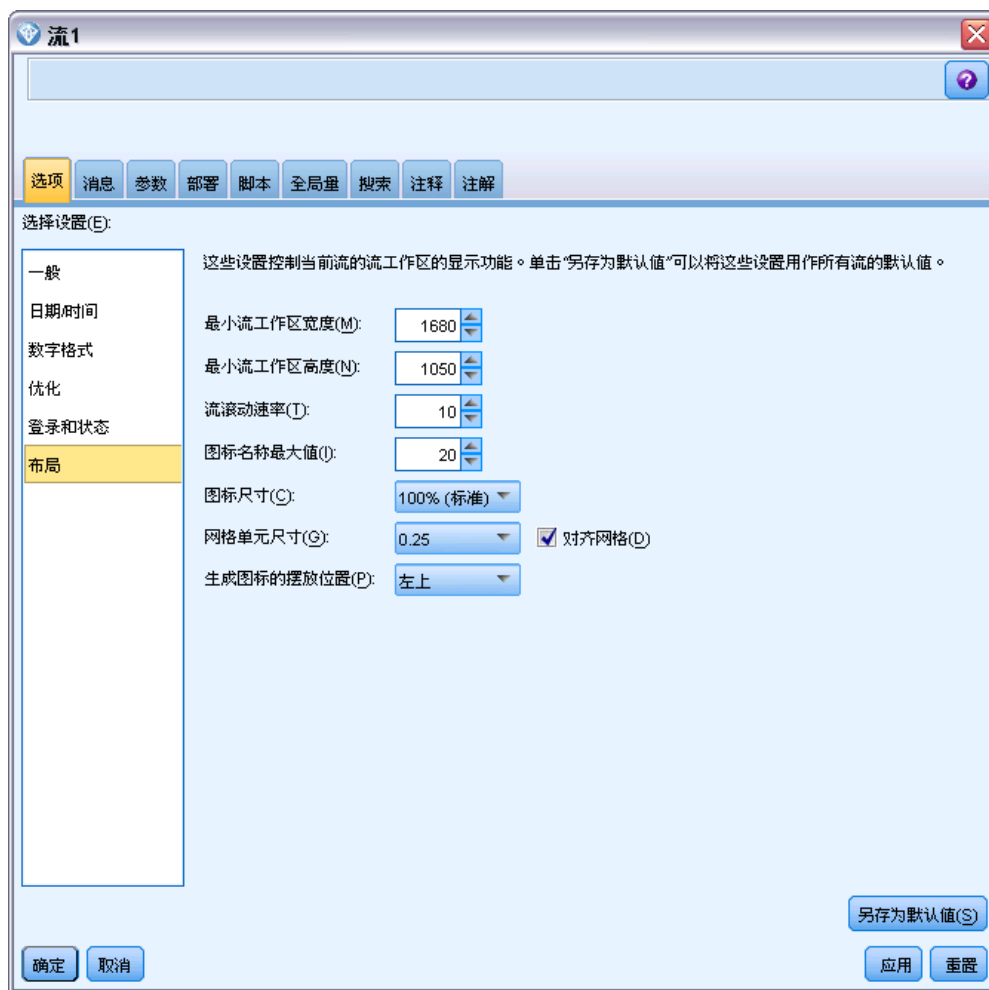 流1
选项 消息 参数 部署 脚本 全局量 搜索 注释 注解
选择设置(E):
一般
日期/时间
数字格式
优化
登录和状态
布局
这些设置控制当前流的流工作区的显示功能。单击“另存为默认值”可以将这些设置用作所有流的默认值。
最小流工作区宽度(M): 1680
最小流工作区高度(N): 1050
流滚动速率(T): 10
图标名称最大值(I): 20
图标尺寸(C): 100% (标准)
网格单元尺寸(G): 0.25 对齐网格(D)
生成图标的摆放位置(P): 左上
另存为默认值(S)
确定 取消 应用 重置